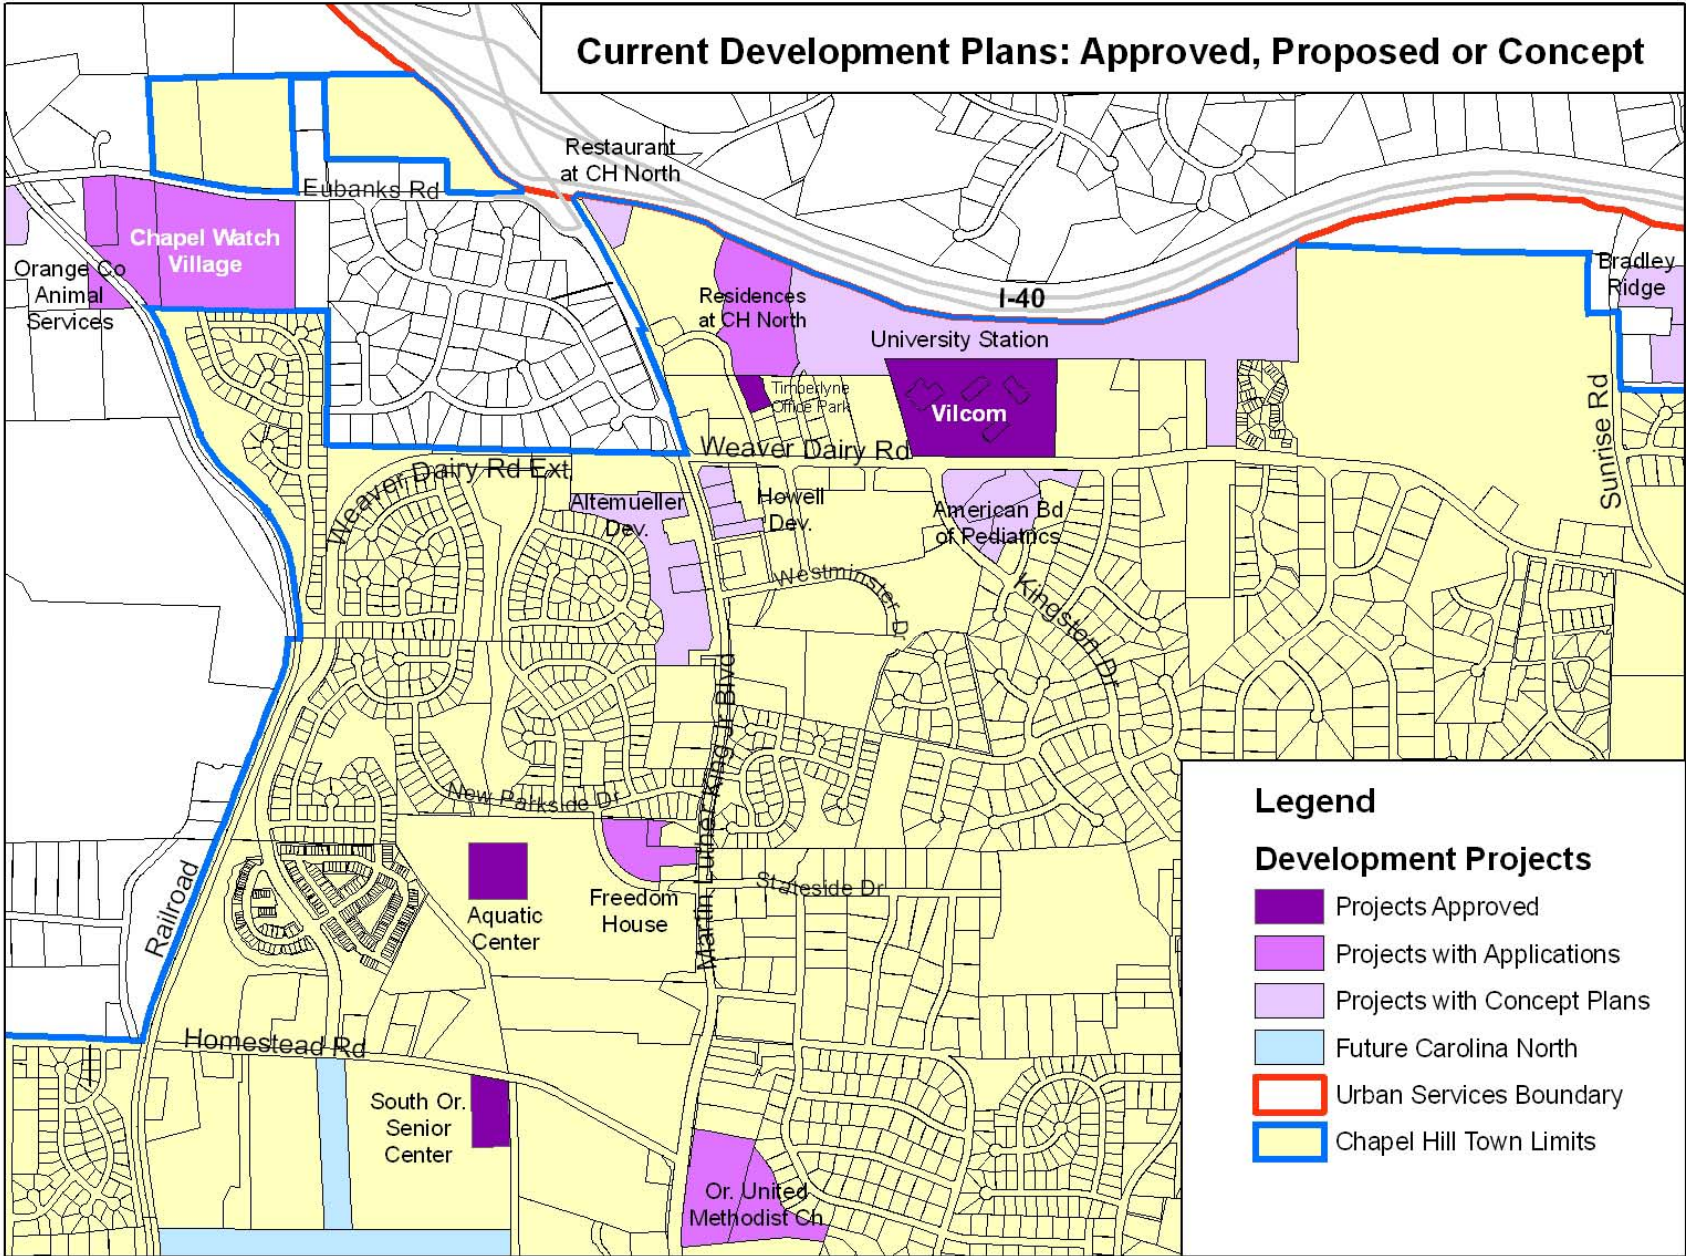 Current Development Plans: Approved, Proposed or Concept
Restaurant
at CH North
Eubanks Rd
Chapel Watch
Village
Orange Co
Animal
Services
Bradley
Ridge
I-40
Residences
at CH North
University Station
Timberlyne
Office Park
Vilcom
Weaver Dairy Rd
Sunrise Rd
Weaver Dairy Rd Ext
Altemueller
Dev.
Howell
Dev.
American Bd
of Pediatrics
Westminster Dr
Kingston Dr
Martin Luther King Jr Blvd
New Parkside Dr
Railroad
Aquatic
Center
Freedom
House
Stateside Dr
Homestead Rd
South Or.
Senior
Center
Or. United
Methodist Ch
Legend
Development Projects
Projects Approved
Projects with Applications
Projects with Concept Plans
Future Carolina North
Urban Services Boundary
Chapel Hill Town Limits